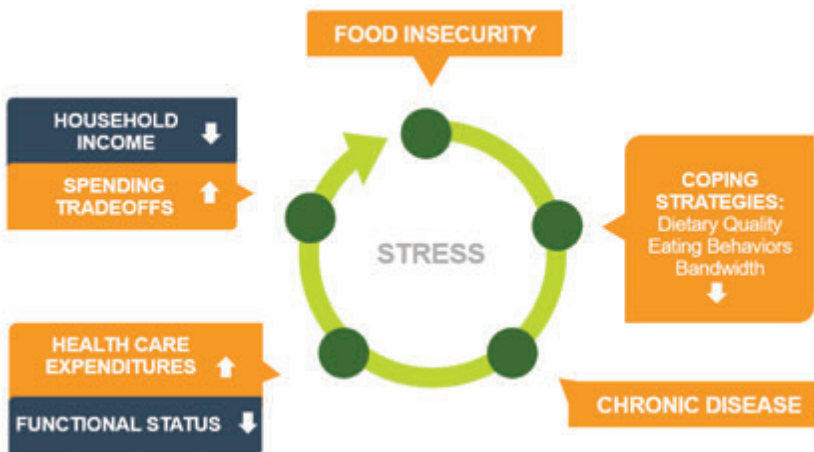 FOOD INSECURITY
HOUSEHOLD
INCOME
SPENDING
TRADEOFFS
COPING
STRATEGIES:
Dietary Quality
Eating Behaviors
Bandwidth
STRESS
HEALTH CARE
EXPENDITURES
FUNCTIONAL STATUS
CHRONIC DISEASE